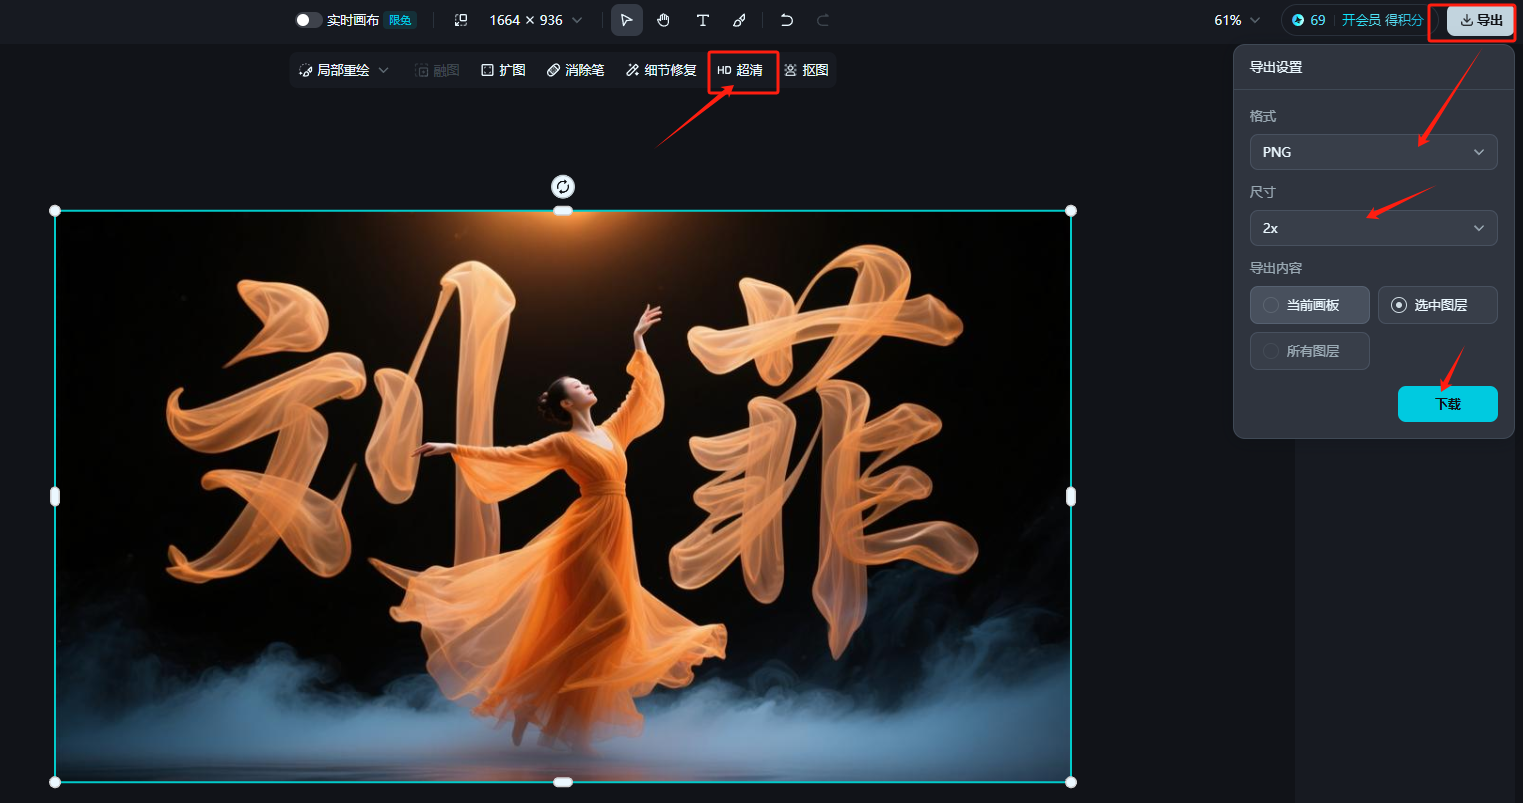 实时画布 限免 1664 × 936 T 61% 69 开会员 得积分 导出
局部重绘 融图 扩图 消除笔 细节修复 HD 超清 抠图
导出设置
格式
PNG
尺寸
2x
导出内容
当前画板 选中图层
所有图层
下载
刘菲